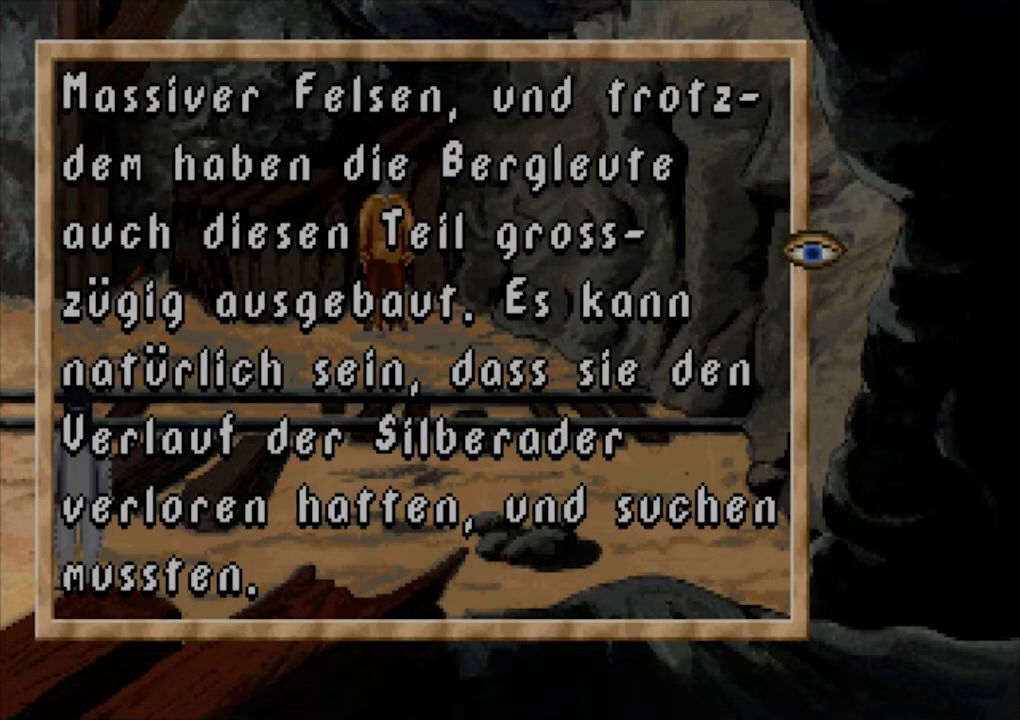 Massiver Felsen, und trotz-
dem haben die Bergleute
auch diesen Teil gross-
zügig ausgebaut. Es kann
natürlich sein, dass sie den
Verlauf der Silberader
verloren hatten, und suchen
mussten.